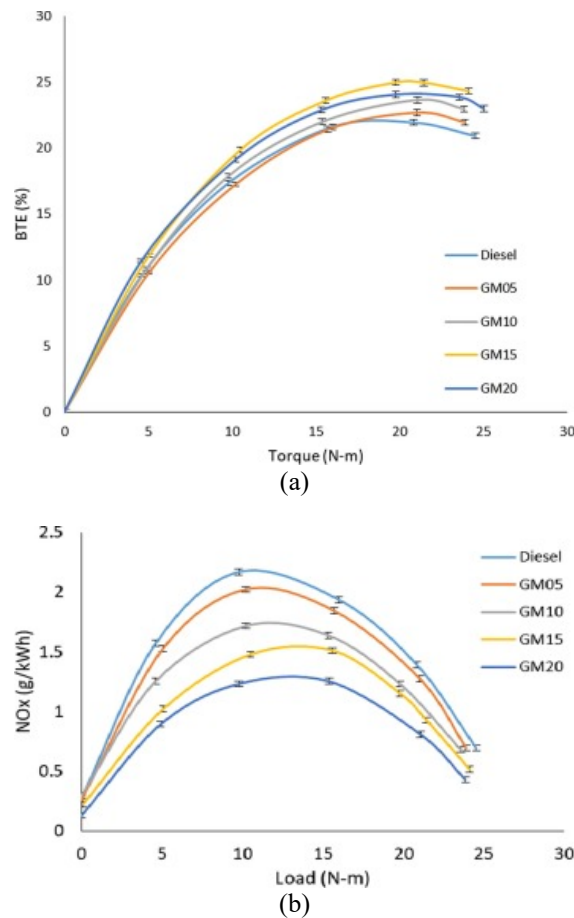 30
25
20
15
10
5
0
BTE (%)
Diesel
GM05
GM10
GM15
GM20
0 5 10 15 20 25 30
Torque (N-m)
(a)
2.5
2
1.5
1
0.5
0
NOx (g/kWh)
Diesel
GM05
GM10
GM15
GM20
0 5 10 15 20 25 30
Load (N-m)
(b)